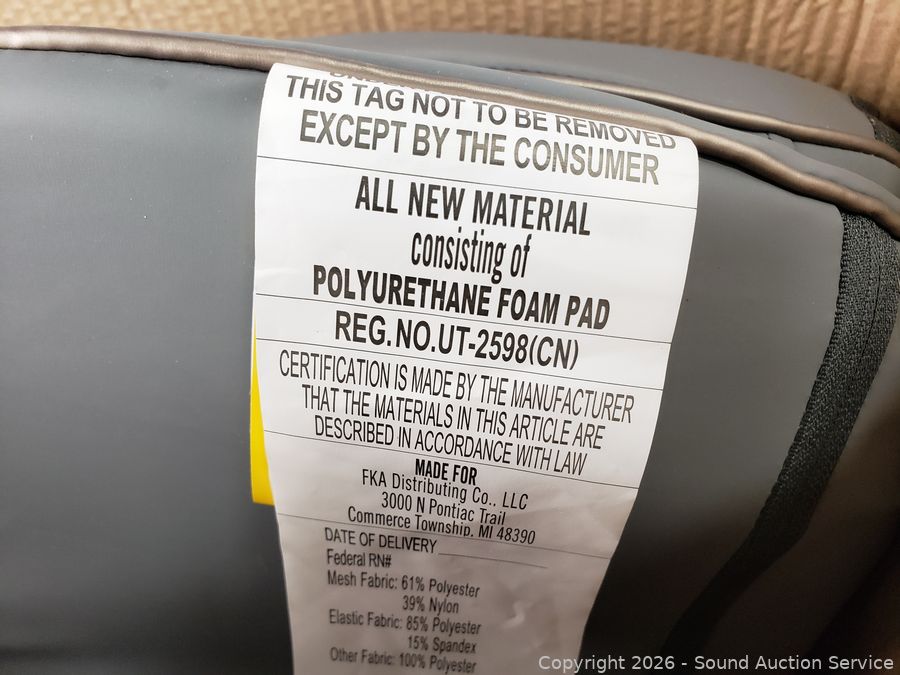 THIS TAG NOT TO BE REMOVED
EXCEPT BY THE CONSUMER
ALL NEW MATERIAL
consisting of
POLYURETHANE FOAM PAD
REG.NO.UT-2598(CN)
CERTIFICATION IS MADE BY THE MANUFACTURER
THAT THE MATERIALS IN THIS ARTICLE ARE
DESCRIBED IN ACCORDANCE WITH LAW
MADE FOR
FKA Distributing Co., LLC
3000 N Pontiac Trail
Commerce Township, MI 48390
DATE OF DELIVERY
Federal RN#
Mesh Fabric: 61% Polyester
39% Nylon
Elastic Fabric: 85% Polyester
15% Spandex
Other Fabric: 100% Polyester
Copyright 2026 - Sound Auction Service